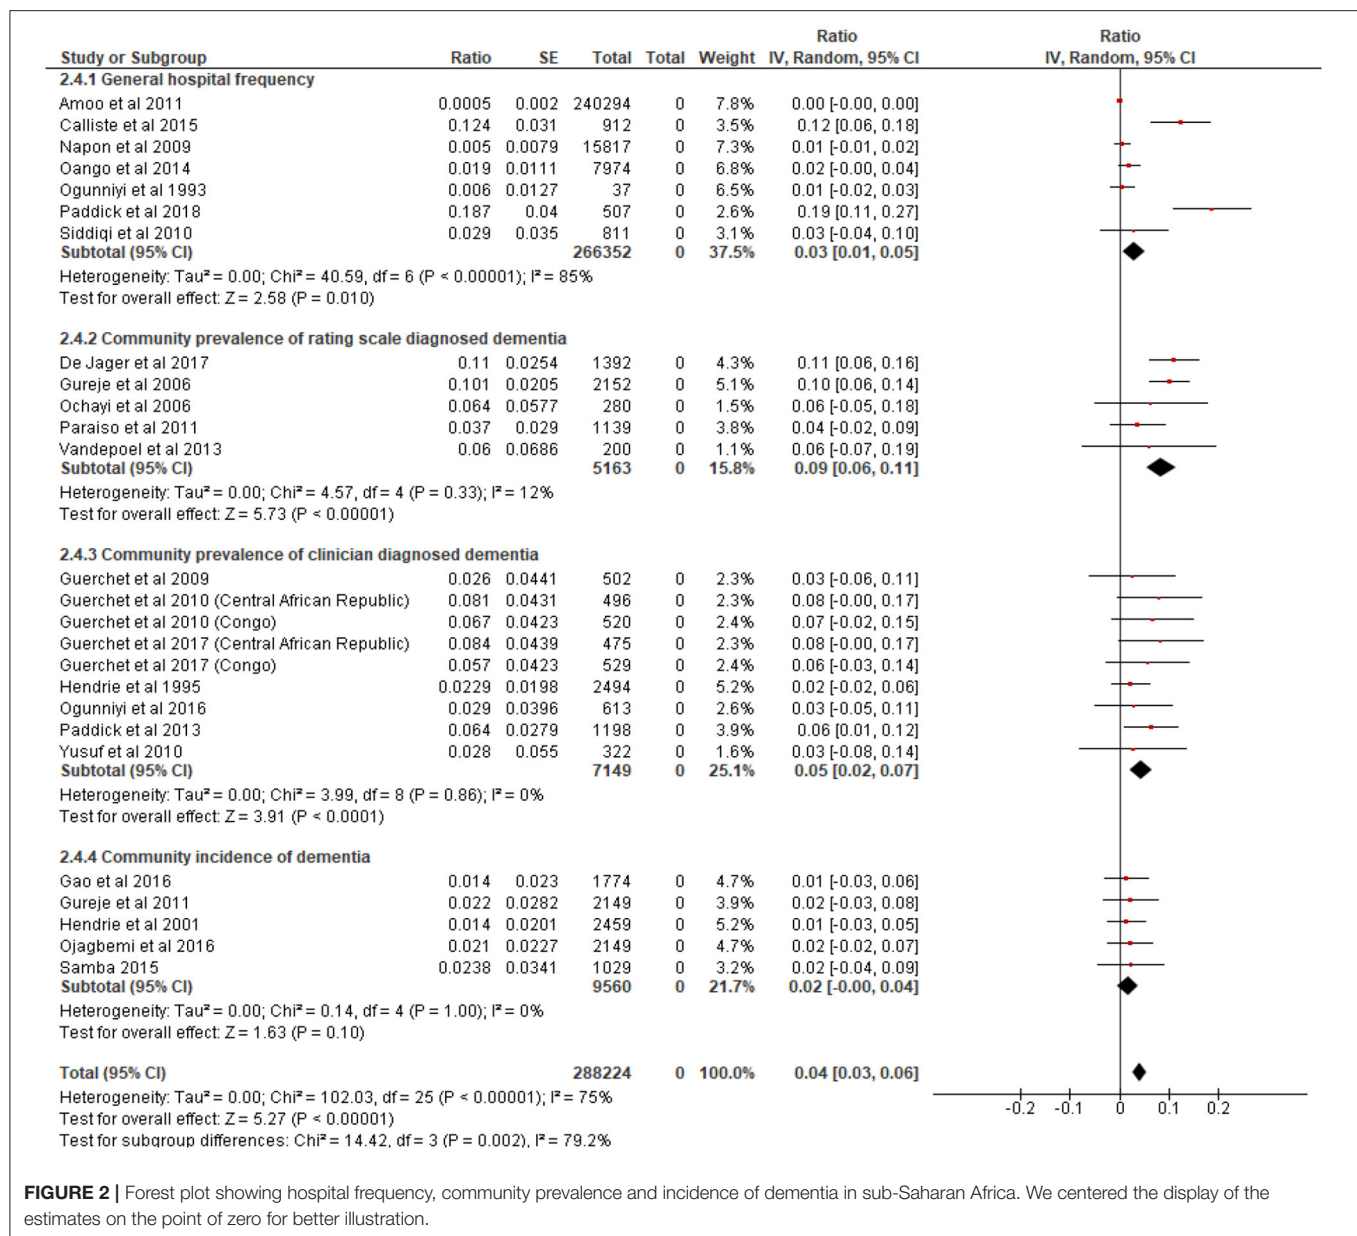 Ratio Ratio
Study or Subgroup Ratio SE Total Total Weight IV, Random, 95% CI IV, Random, 95% CI
2.4.1 General hospital frequency
Amoo et al 2011 0.0005 0.002 240294 0 7.8% 0.00 [-0.00, 0.00]
Calliste et al 2015 0.124 0.031 912 0 3.5% 0.12 [0.06, 0.18]
Napon et al 2009 0.005 0.0079 15817 0 7.3% 0.01 [-0.01, 0.02]
Oango et al 2014 0.019 0.0111 7974 0 6.8% 0.02 [-0.00, 0.04]
Ogunniyi et al 1993 0.006 0.0127 37 0 6.5% 0.01 [-0.02, 0.03]
Paddick et al 2018 0.187 0.04 507 0 2.6% 0.19 [0.11, 0.27]
Siddiqi et al 2010 0.029 0.035 811 0 3.1% 0.03 [-0.04, 0.10]
Subtotal (95% CI) 266352 0 37.5% 0.03 [0.01, 0.05]
Heterogeneity: Tau² = 0.00; Chi² = 40.59, df = 6 (P < 0.00001); I² = 85%
Test for overall effect: Z = 2.58 (P = 0.010)
2.4.2 Community prevalence of rating scale diagnosed dementia
De Jager et al 2017 0.11 0.0254 1392 0 4.3% 0.11 [0.06, 0.16]
Gureje et al 2006 0.101 0.0205 2152 0 5.1% 0.10 [0.06, 0.14]
Ochayi et al 2006 0.064 0.0577 280 0 1.5% 0.06 [-0.05, 0.18]
Paraiso et al 2011 0.037 0.029 1139 0 3.8% 0.04 [-0.02, 0.09]
Vandepoel et al 2013 0.06 0.0686 200 0 1.1% 0.06 [-0.07, 0.19]
Subtotal (95% CI) 5163 0 15.8% 0.09 [0.06, 0.11]
Heterogeneity: Tau² = 0.00; Chi² = 4.57, df = 4 (P = 0.33); I² = 12%
Test for overall effect: Z = 5.73 (P < 0.00001)
2.4.3 Community prevalence of clinician diagnosed dementia
Guerchet et al 2009 0.026 0.0441 502 0 2.3% 0.03 [-0.06, 0.11]
Guerchet et al 2010 (Central African Republic) 0.081 0.0431 496 0 2.3% 0.08 [-0.00, 0.17]
Guerchet et al 2010 (Congo) 0.067 0.0423 520 0 2.4% 0.07 [-0.02, 0.15]
Guerchet et al 2017 (Central African Republic) 0.084 0.0439 475 0 2.3% 0.08 [-0.00, 0.17]
Guerchet et al 2017 (Congo) 0.057 0.0423 529 0 2.4% 0.06 [-0.03, 0.14]
Hendrie et al 1995 0.0229 0.0198 2494 0 5.2% 0.02 [-0.02, 0.06]
Ogunniyi et al 2016 0.029 0.0396 613 0 2.6% 0.03 [-0.05, 0.11]
Paddick et al 2013 0.064 0.0279 1198 0 3.9% 0.06 [0.01, 0.12]
Yusuf et al 2010 0.028 0.055 322 0 1.6% 0.03 [-0.08, 0.14]
Subtotal (95% CI) 7149 0 25.1% 0.05 [0.02, 0.07]
Heterogeneity: Tau² = 0.00; Chi² = 3.99, df = 8 (P = 0.86); I² = 0%
Test for overall effect: Z = 3.91 (P < 0.0001)
2.4.4 Community incidence of dementia
Gao et al 2016 0.014 0.023 1774 0 4.7% 0.01 [-0.03, 0.06]
Gureje et al 2011 0.022 0.0282 2149 0 3.9% 0.02 [-0.03, 0.08]
Hendrie et al 2001 0.014 0.0201 2459 0 5.2% 0.01 [-0.03, 0.05]
Ojagbemi et al 2016 0.021 0.0227 2149 0 4.7% 0.02 [-0.02, 0.07]
Samba 2015 0.0238 0.0341 1029 0 3.2% 0.02 [-0.04, 0.09]
Subtotal (95% CI) 9560 0 21.7% 0.02 [-0.00, 0.04]
Heterogeneity: Tau² = 0.00; Chi² = 0.14, df = 4 (P = 1.00); I² = 0%
Test for overall effect: Z = 1.63 (P = 0.10)
Total (95% CI) 288224 0 100.0% 0.04 [0.03, 0.06]
Heterogeneity: Tau² = 0.00; Chi² = 102.03, df = 25 (P < 0.00001); I² = 75%
-0.2 -0.1 0 0.1 0.2
Test for overall effect: Z = 5.27 (P < 0.00001)
Test for subgroup differences: Chi² = 14.42, df = 3 (P = 0.002), I² = 79.2%
FIGURE 2 | Forest plot showing hospital frequency, community prevalence and incidence of dementia in sub-Saharan Africa. We centered the display of the
estimates on the point of zero for better illustration.